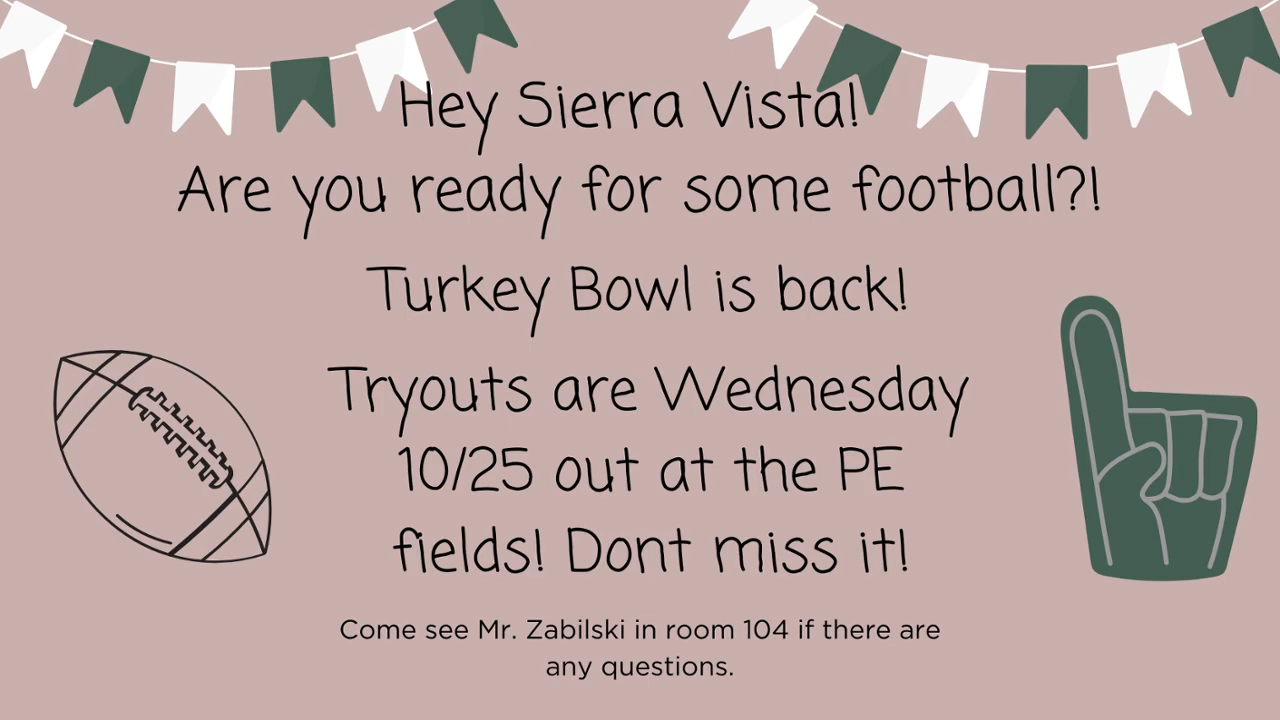 Hey Sierra Vista!
Are you ready for some football?!
Turkey Bowl is back!
Tryouts are Wednesday
10/25 out at the PE
fields! Dont miss it!
Come see Mr. Zabilski in room 104 if there are
any questions.